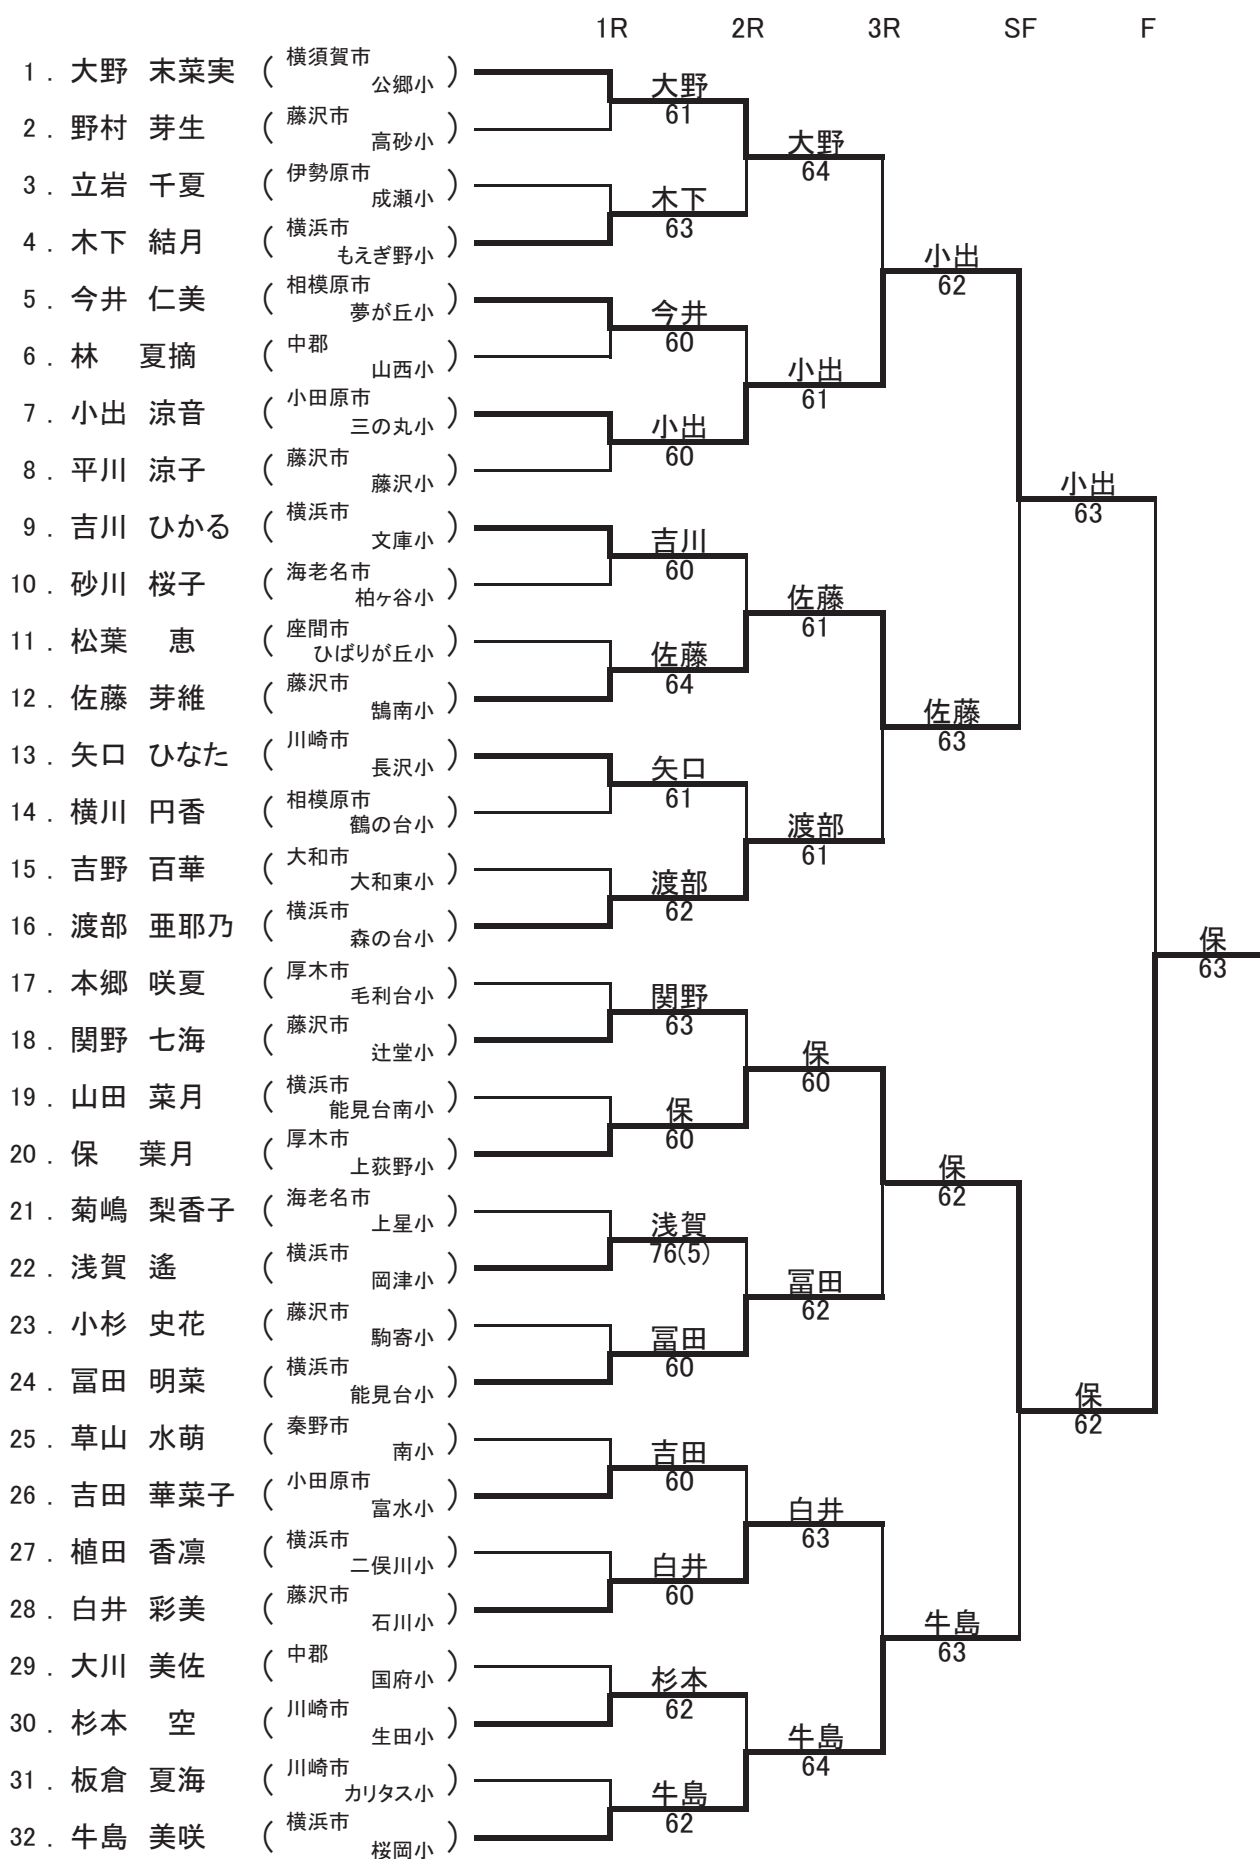 1R 2R 3R SF F
1 . 大野 末菜実 ( 横須賀市 公郷小 )
2 . 野村 芽生 ( 藤沢市 高砂小 )
3 . 立岩 千夏 ( 伊勢原市 成瀬小 )
4 . 木下 結月 ( 横浜市 もえぎ野小 )
5 . 今井 仁美 ( 相模原市 夢が丘小 )
6 . 林 夏摘 ( 中郡 山西小 )
7 . 小出 涼音 ( 小田原市 三の丸小 )
8 . 平川 涼子 ( 藤沢市 藤沢小 )
9 . 吉川 ひかる ( 横浜市 文庫小 )
10 . 砂川 桜子 ( 海老名市 柏ヶ谷小 )
11 . 松葉 恵 ( 座間市 ひばりが丘小 )
12 . 佐藤 芽維 ( 藤沢市 鵠南小 )
13 . 矢口 ひなた ( 川崎市 長沢小 )
14 . 横川 円香 ( 相模原市 鶴の台小 )
15 . 吉野 百華 ( 大和市 大和東小 )
16 . 渡部 亜耶乃 ( 横浜市 森の台小 )
17 . 本郷 咲夏 ( 厚木市 毛利台小 )
18 . 関野 七海 ( 藤沢市 辻堂小 )
19 . 山田 菜月 ( 横浜市 能見台南小 )
20 . 保 葉月 ( 厚木市 上荻野小 )
21 . 菊嶋 梨香子 ( 海老名市 上星小 )
22 . 浅賀 遙 ( 横浜市 岡津小 )
23 . 小杉 史花 ( 藤沢市 駒寄小 )
24 . 冨田 明菜 ( 横浜市 能見台小 )
25 . 草山 水萌 ( 秦野市 南小 )
26 . 吉田 華菜子 ( 小田原市 富水小 )
27 . 植田 香凛 ( 横浜市 二俣川小 )
28 . 白井 彩美 ( 藤沢市 石川小 )
29 . 大川 美佐 ( 中郡 国府小 )
30 . 杉本 空 ( 川崎市 生田小 )
31 . 板倉 夏海 ( 川崎市 カリタス小 )
32 . 牛島 美咲 ( 横浜市 桜岡小 )
大野
61
木下
63
今井
60
小出
60
吉川
60
佐藤
64
矢口
61
渡部
62
関野
63
保
60
浅賀
76(5)
冨田
60
吉田
60
白井
60
杉本
62
牛島
62
大野
64
小出
61
佐藤
61
渡部
61
保
60
冨田
62
白井
63
牛島
64
小出
62
佐藤
63
保
62
牛島
63
小出
63
保
62
保
63